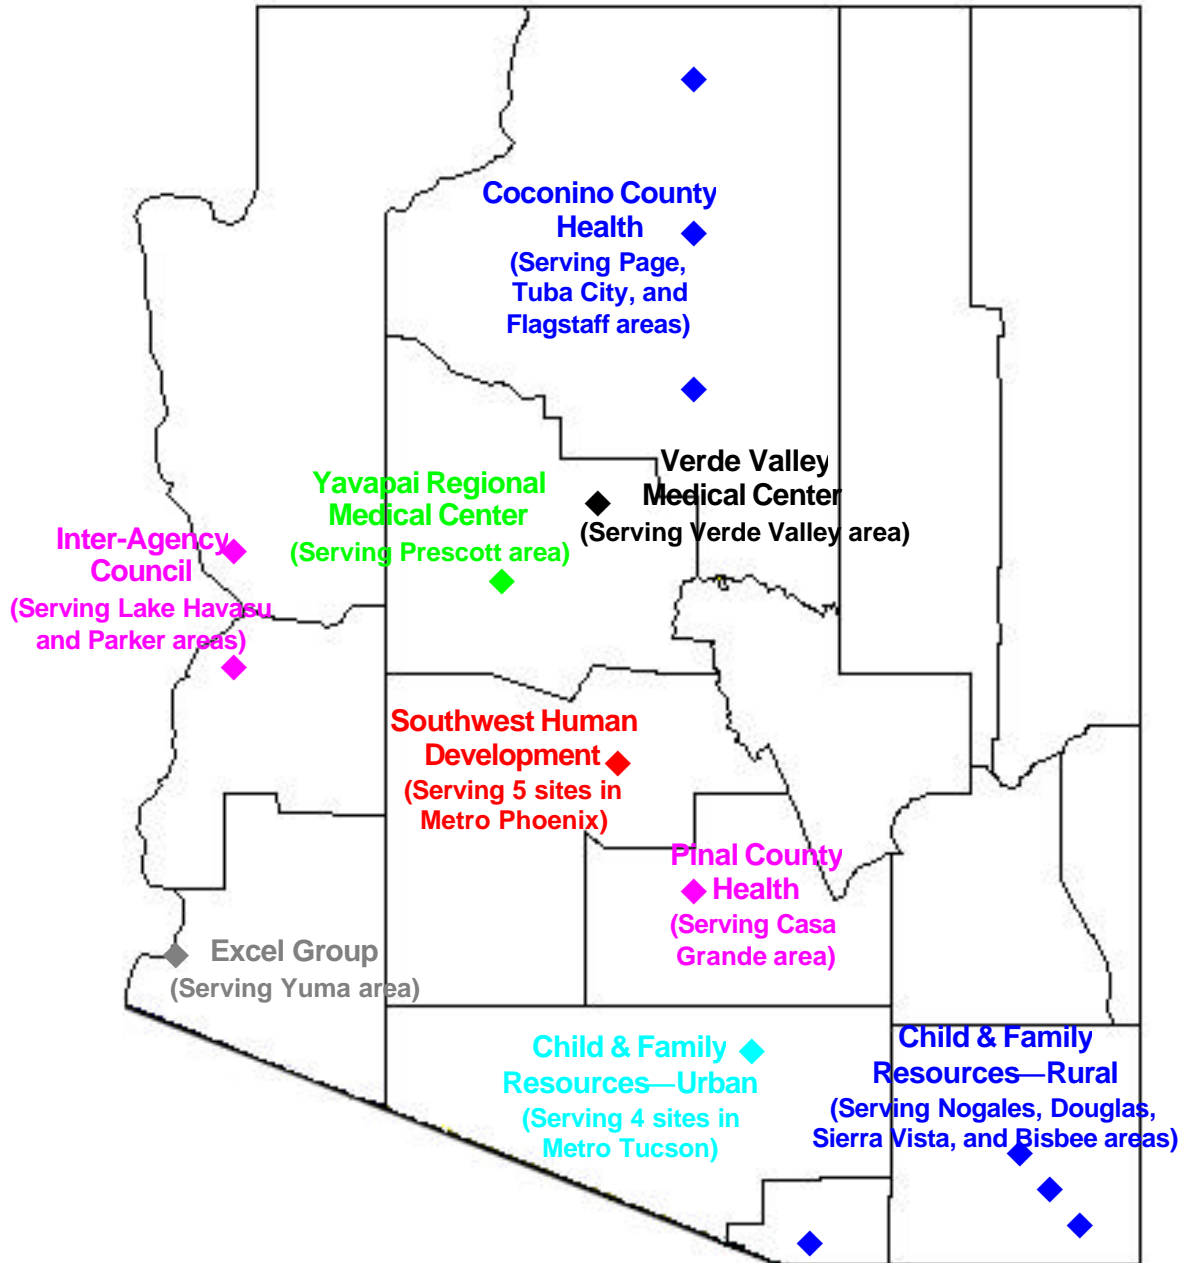 Coconino County
Health
(Serving Page,
Tuba City, and
Flagstaff areas)
Verde Valley
Medical Center
(Serving Verde Valley area)
Yavapai Regional
Medical Center
(Serving Prescott area)
Inter-Agency
Council
(Serving Lake Havasu
and Parker areas)
Southwest Human
Development
(Serving 5 sites in
Metro Phoenix)
Pinal County
Health
(Serving Casa
Grande area)
Excel Group
(Serving Yuma area)
Child & Family
Resources—Urban
(Serving 4 sites in
Metro Tucson)
Child & Family
Resources—Rural
(Serving Nogales, Douglas,
Sierra Vista, and Bisbee areas)